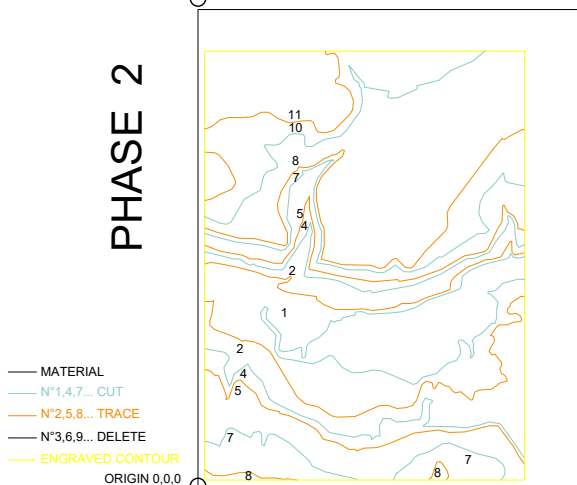 PHASE 2
11
10
8
7
5
4
2
1
2
4
5
7
8
7
8
MATERIAL
N°1,4,7... CUT
N°2,5,8... TRACE
N°3,6,9... DELETE
ENGRAVED CONTOUR
ORIGIN 0,0,0